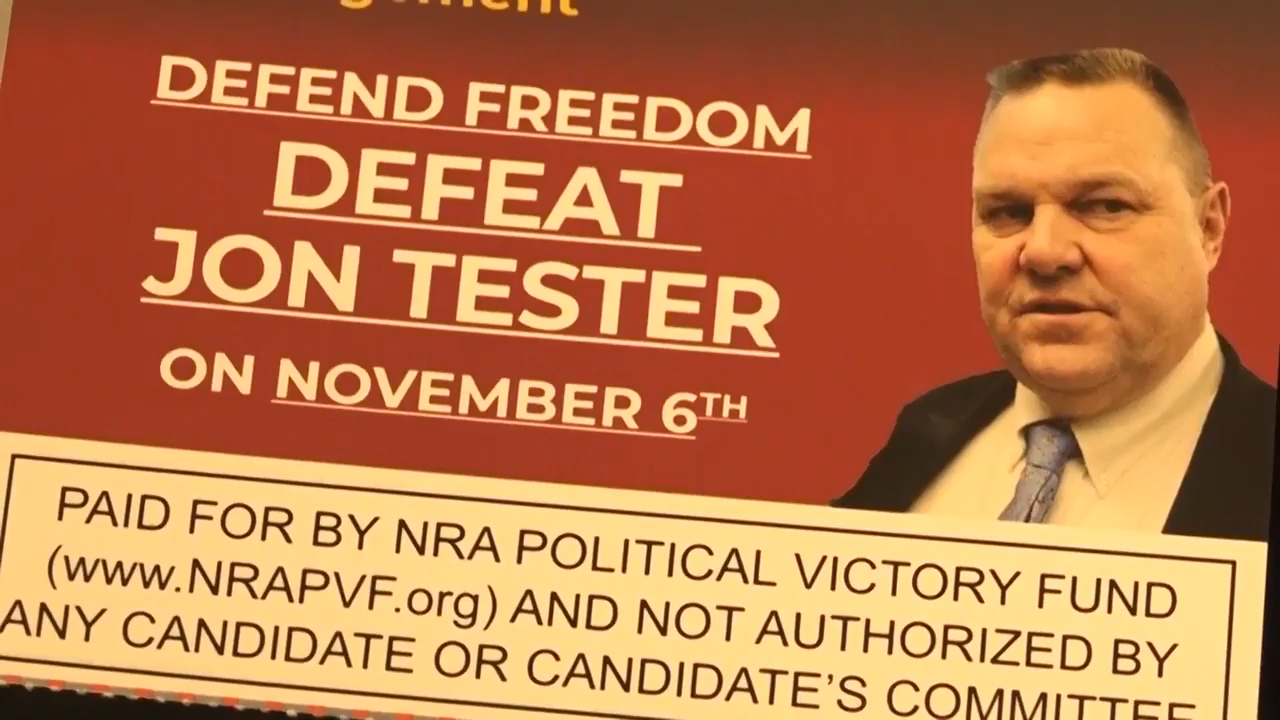 DEFEND FREEDOM
DEFEAT
JON TESTER
ON NOVEMBER 6TH
PAID FOR BY NRA POLITICAL VICTORY FUND
(www.NRAPVF.org) AND NOT AUTHORIZED BY
ANY CANDIDATE OR CANDIDATE'S COMMITTEE